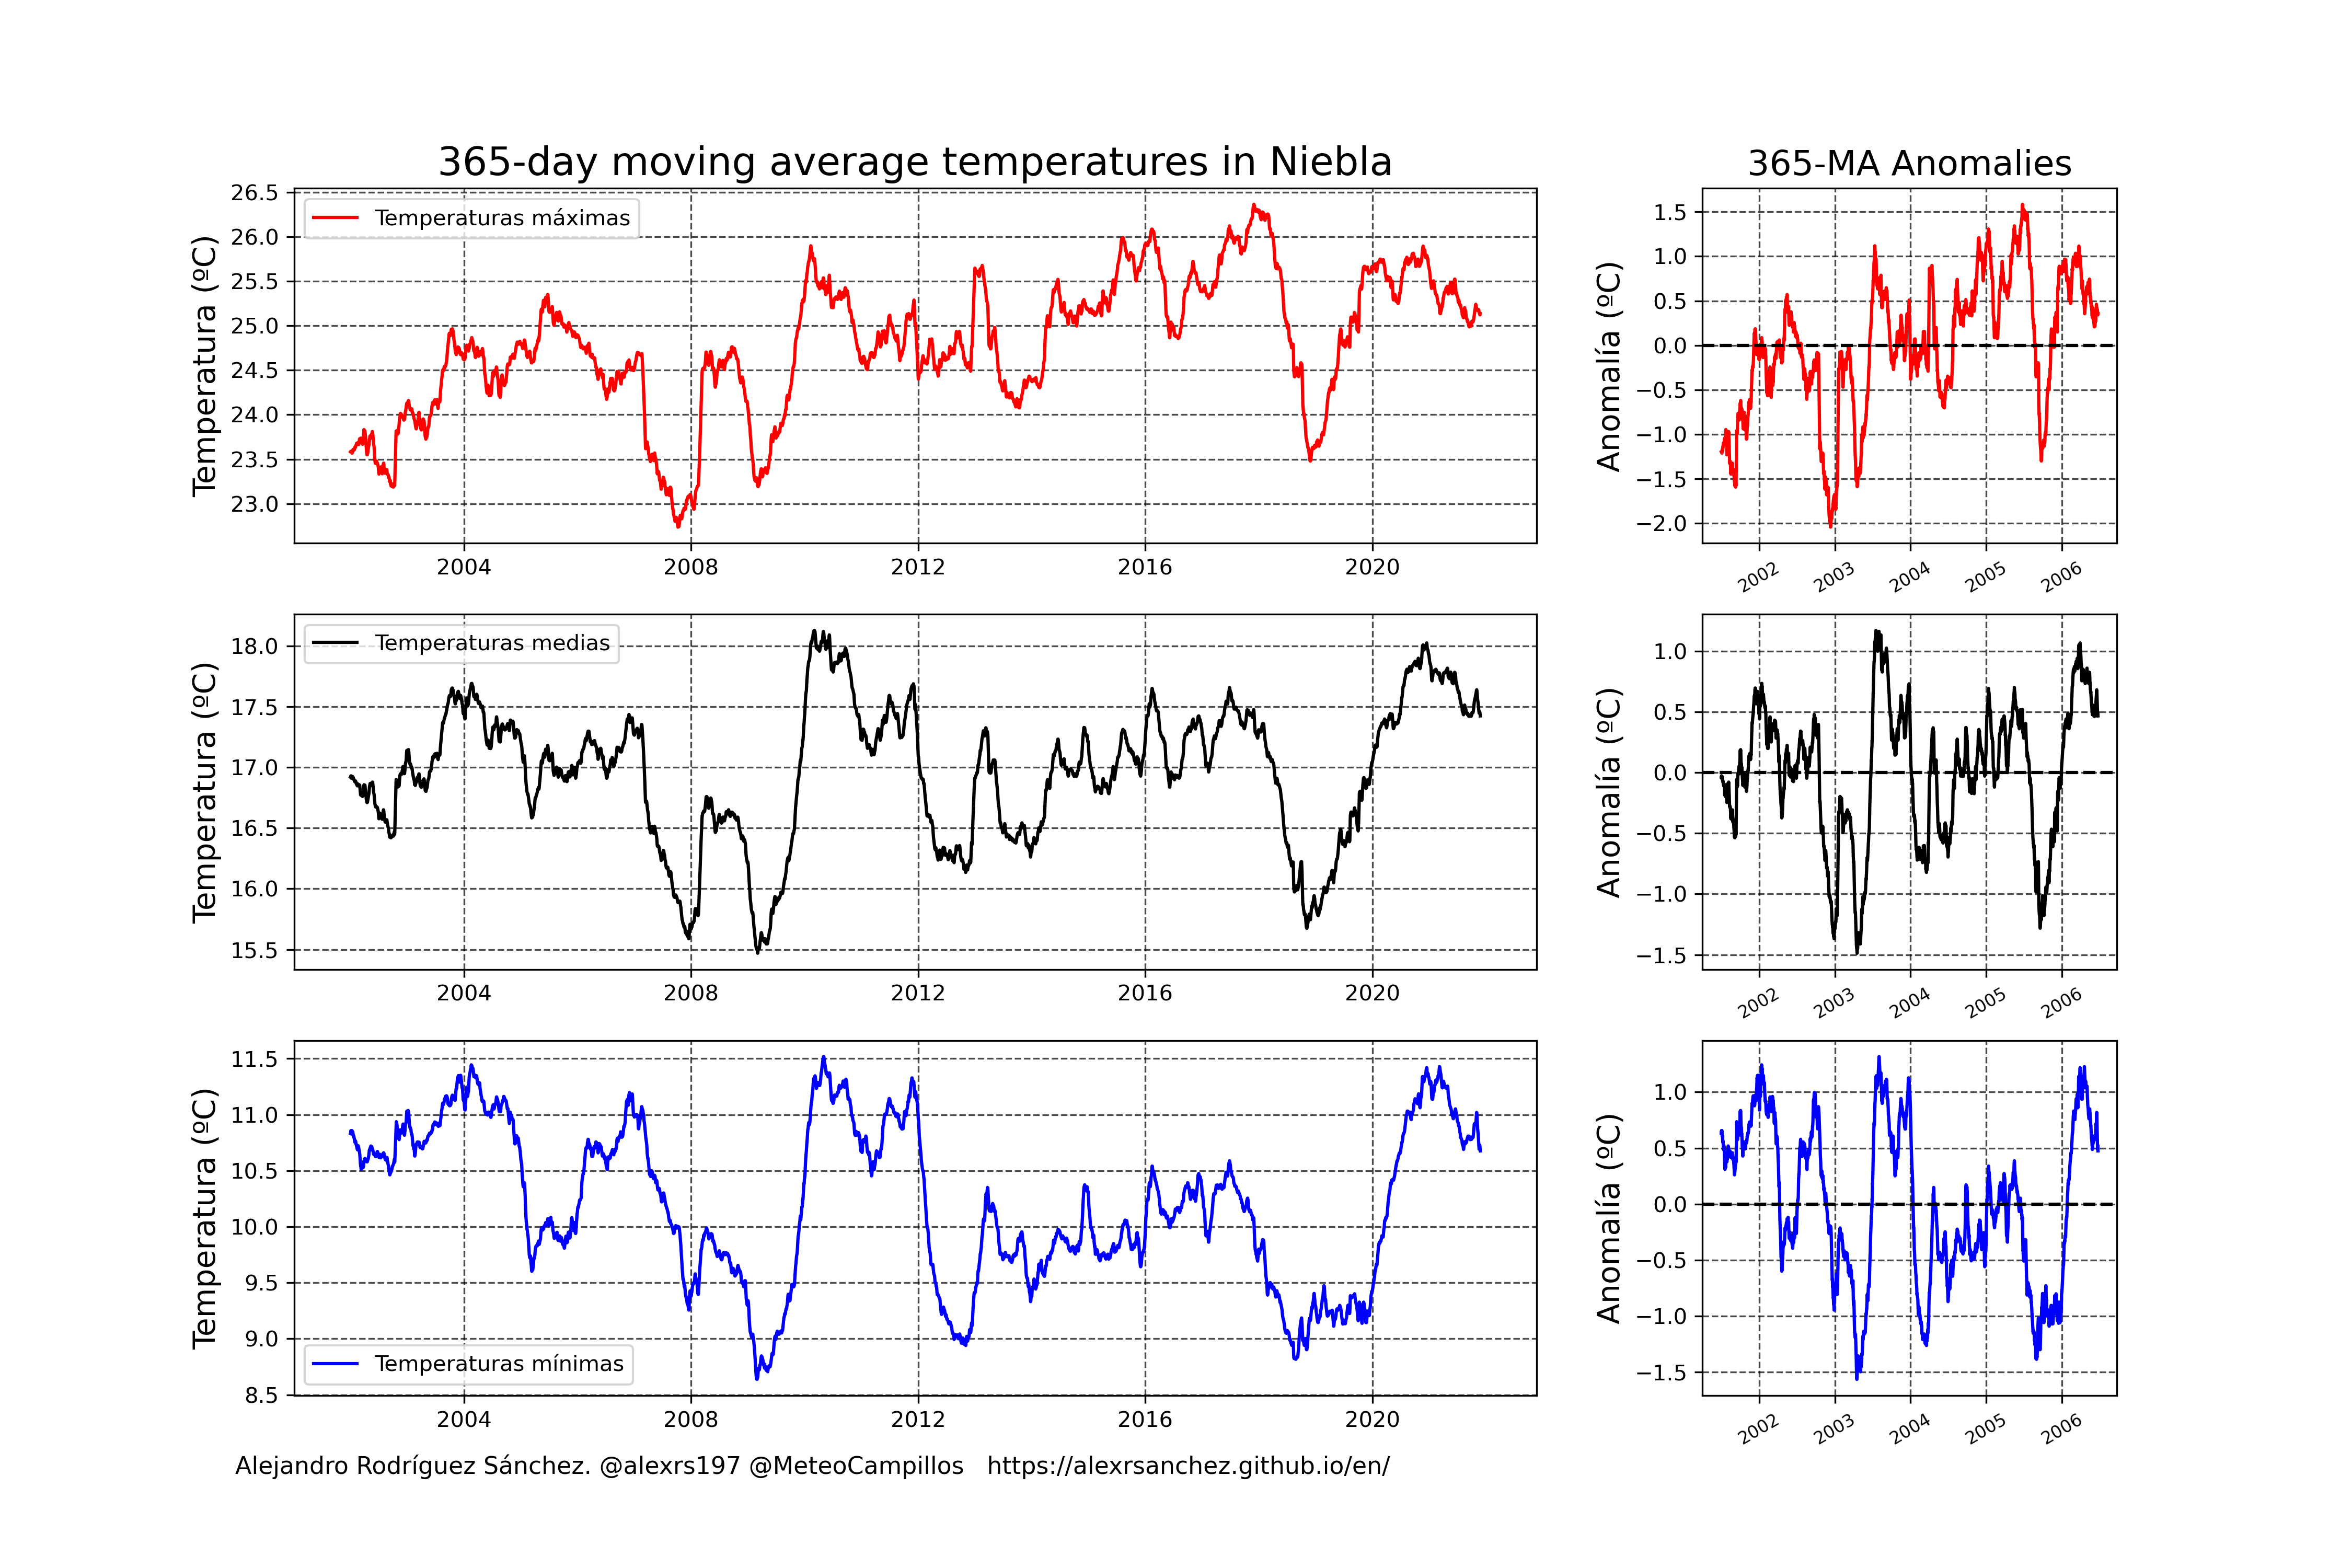 365-day moving average temperatures in Niebla
365-MA Anomalies
Temperatura (ºC)
26.5
26.0
25.5
25.0
24.5
24.0
23.5
23.0
Temperaturas máximas
2004 2008 2012 2016 2020
Anomalía (ºC)
1.5
1.0
0.5
0.0
−0.5
−1.0
−1.5
−2.0
2002 2003 2004 2005 2006
Temperatura (ºC)
18.0
17.5
17.0
16.5
16.0
15.5
Temperaturas medias
2004 2008 2012 2016 2020
Anomalía (ºC)
1.0
0.5
0.0
−0.5
−1.0
−1.5
2002 2003 2004 2005 2006
Temperatura (ºC)
11.5
11.0
10.5
10.0
9.5
9.0
8.5
Temperaturas mínimas
2004 2008 2012 2016 2020
Anomalía (ºC)
1.0
0.5
0.0
−0.5
−1.0
−1.5
2002 2003 2004 2005 2006
Alejandro Rodríguez Sánchez. @alexrs197 @MeteoCampillos https://alexrsanchez.github.io/en/